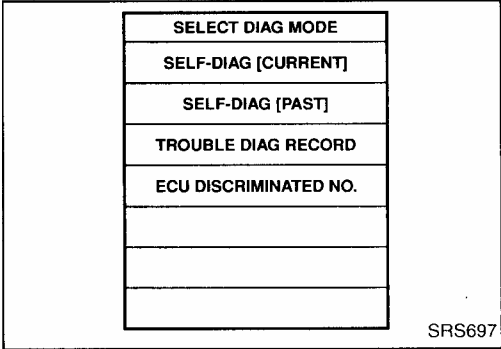 SELECT DIAG MODE
SELF-DIAG [CURRENT]
SELF-DIAG [PAST]
TROUBLE DIAG RECORD
ECU DISCRIMINATED NO.
SRS697